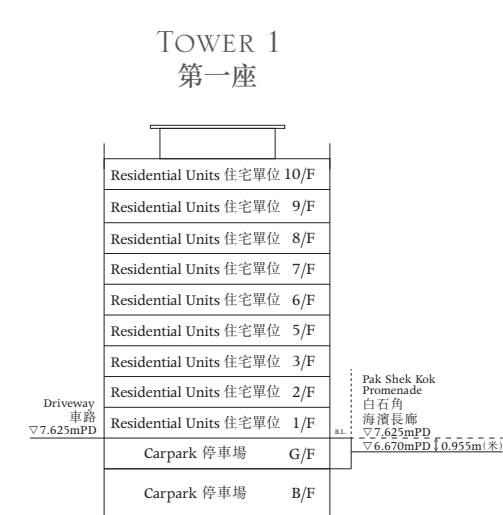 TOWER 1
第一座
Residential Units 住宅單位 10/F
Residential Units 住宅單位 9/F
Residential Units 住宅單位 8/F
Residential Units 住宅單位 7/F
Residential Units 住宅單位 6/F
Residential Units 住宅單位 5/F
Residential Units 住宅單位 3/F
Residential Units 住宅單位 2/F
Residential Units 住宅單位 1/F
Carpark 停車場 G/F
Carpark 停車場 B/F
Driveway
車路
▽7.625mPD
B.L.
Pak Shek Kok
Promenade
白石角
海濱長廊
▽7.625mPD
▽6.670mPD 0.955m(米)